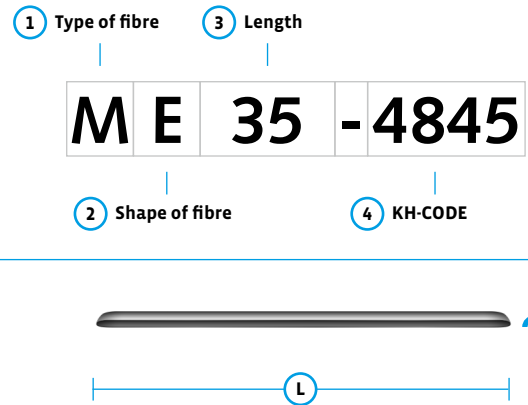 1 Type of fibre 3 Length
M E 35 - 4845
2 Shape of fibre 4 KH-CODE
L